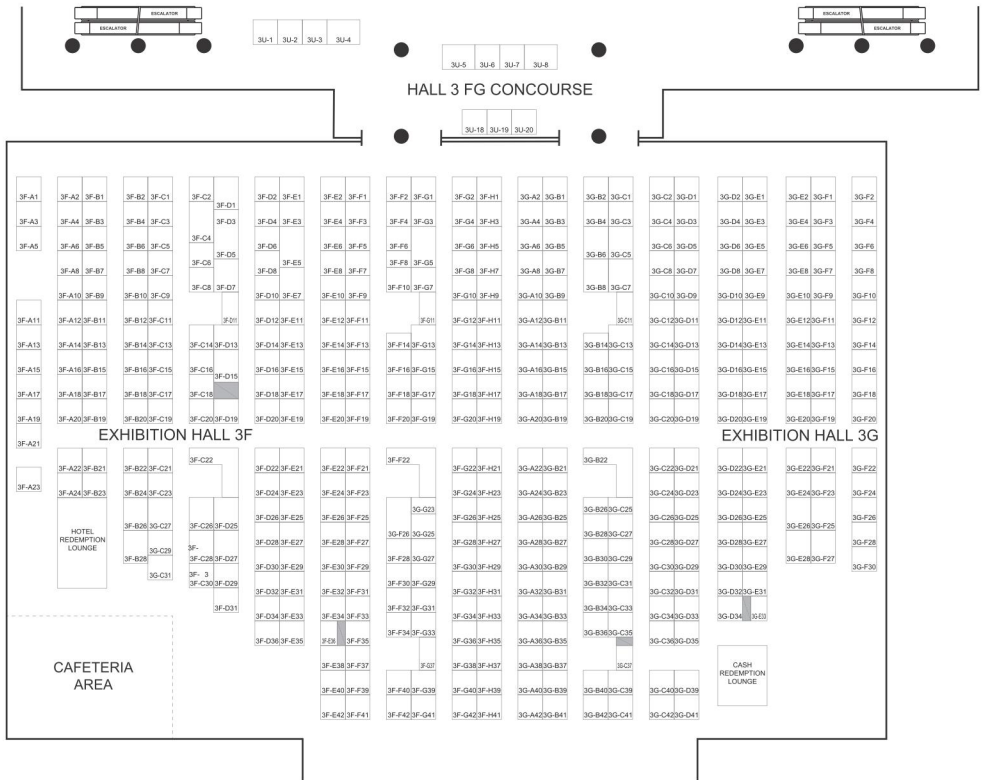 ESCALATOR ESCALATOR
ESCALATOR ESCALATOR
3U-1 3U-2 3U-3 3U-4
3U-5 3U-6 3U-7 3U-8
HALL 3 FG CONCOURSE
3U-18 3U-19 3U-20
3F-A1 3F-A2 3F-B1 3F-B2 3F-C1 3F-C2 3F-D2 3F-E1 3F-E2 3F-F1 3F-F2 3F-G1 3F-G2 3F-H1 3G-A2 3G-B1 3G-B2 3G-C1 3G-C2 3G-D1 3G-D2 3G-E1 3G-E2 3G-F1 3G-F2
3F-D1
3F-A3 3F-A4 3F-B3 3F-B4 3F-C3 3F-D3 3F-D4 3F-E3 3F-E4 3F-F3 3F-F4 3F-G3 3F-G4 3F-H3 3G-A4 3G-B3 3G-B4 3G-C3 3G-C4 3G-D3 3G-D4 3G-E3 3G-E4 3G-F3 3G-F4
3F-C4
3F-A5 3F-A6 3F-B5 3F-B6 3F-C5 3F-D6 3F-E6 3F-F5 3F-F6 3F-G6 3F-H5 3G-A6 3G-B5 3G-C6 3G-D5 3G-D6 3G-E5 3G-E6 3G-F5 3G-F6
3F-D5 3G-B6 3G-C5
3F-C6 3F-E5 3F-F8 3F-G5
3F-A8 3F-B7 3F-B8 3F-C7 3F-D8 3F-E8 3F-F7 3F-G8 3F-H7 3G-A8 3G-B7 3G-C8 3G-D7 3G-D8 3G-E7 3G-E8 3G-F7 3G-F8
3F-C8 3F-D7 3F-F10 3F-G7 3G-B8 3G-C7
3F-A10 3F-B9 3F-B10 3F-C9 3F-D10 3F-E7 3F-E10 3F-F9 3F-G10 3F-H9 3G-A10 3G-B9 3G-C10 3G-D9 3G-D10 3G-E9 3G-E10 3G-F9 3G-F10
3F-A11 3F-A12 3F-B11 3F-B12 3F-C11 3F-D11 3F-D12 3F-E11 3F-E12 3F-F11 3F-G11 3F-G12 3F-H11 3G-A12 3G-B11 3G-C11 3G-C12 3G-D11 3G-D12 3G-E11 3G-E12 3G-F11 3G-F12
3F-A13 3F-A14 3F-B13 3F-B14 3F-C13 3F-C14 3F-D13 3F-D14 3F-E13 3F-E14 3F-F13 3F-F14 3F-G13 3F-G14 3F-H13 3G-A14 3G-B13 3G-B14 3G-C13 3G-C14 3G-D13 3G-D14 3G-E13 3G-E14 3G-F13 3G-F14
3F-A15 3F-A16 3F-B15 3F-B16 3F-C15 3F-C16 3F-D16 3F-E15 3F-E16 3F-F15 3F-F16 3F-G15 3F-G16 3F-H15 3G-A16 3G-B15 3G-B16 3G-C15 3G-C16 3G-D15 3G-D16 3G-E15 3G-E16 3G-F15 3G-F16
3F-D15
3F-A17 3F-A18 3F-B17 3F-B18 3F-C17 3F-C18 3F-D18 3F-E17 3F-E18 3F-F17 3F-F18 3F-G17 3F-G18 3F-H17 3G-A18 3G-B17 3G-B18 3G-C17 3G-C18 3G-D17 3G-D18 3G-E17 3G-E18 3G-F17 3G-F18
3F-A19 3F-A20 3F-B19 3F-B20 3F-C19 3F-C20 3F-D19 3F-D20 3F-E19 3F-E20 3F-F19 3F-F20 3F-G19 3F-G20 3F-H19 3G-A20 3G-B19 3G-B20 3G-C19 3G-C20 3G-D19 3G-D20 3G-E19 3G-E20 3G-F19 3G-F20
EXHIBITION HALL 3F EXHIBITION HALL 3G
3F-A21
3F-C22 3F-F22 3G-B22
3F-A22 3F-B21 3F-B22 3F-C21 3F-D22 3F-E21 3F-E22 3F-F21 3F-G22 3F-H21 3G-A22 3G-B21 3G-C22 3G-D21 3G-D22 3G-E21 3G-E22 3G-F21 3G-F22
3F-A23 3F-A24 3F-B23 3F-B24 3F-C23 3F-D24 3F-E23 3F-E24 3F-F23 3F-G24 3F-H23 3G-A24 3G-B23 3G-C24 3G-D23 3G-D24 3G-E23 3G-E24 3G-F23 3G-F24
3G-G23 3G-B26 3G-C25
3F-B26 3G-C27 3F-C26 3F-D25 3F-D26 3F-E25 3F-E26 3F-F25 3F-G26 3F-H25 3G-A26 3G-B25 3G-C26 3G-D25 3G-D26 3G-E25 3G-E26 3G-F25 3G-F26
3G-F26 3G-G25 3G-B28 3G-C27
HOTEL
REDEMPTION
LOUNGE
3F-D28 3F-E27 3F-E28 3F-F27 3F-G28 3F-H27 3G-A28 3G-B27 3G-C28 3G-D27 3G-D28 3G-E27 3G-F28
3G-C29 3F-
3F-B28 3F-C28 3F-D27 3F-F28 3G-G27 3G-B30 3G-C29 3G-E28 3G-F27
3F-D30 3F-E29 3F-E30 3F-F29 3G-A30 3G-B29 3G-C30 3G-D29 3G-D30 3G-E29 3F-F30
3G-C31 3F- 3
3F-C30 3F-D29 3F-F30 3G-G29 3G-B32 3G-C31
3F-D32 3F-E31 3F-E32 3F-F31 3F-G32 3F-H31 3G-A32 3G-B31 3G-C32 3G-D31 3G-D32 3G-E31
3F-D31 3F-F32 3F-G31 3G-B34 3G-C33
3F-D34 3F-E33 3F-E34 3F-F33 3F-G34 3F-H33 3G-A34 3G-B33 3G-C34 3G-D33 3G-D34 3G-E33
3F-F34 3G-G33 3G-B36 3G-C35
3F-D36 3F-E35 3F-E36 3F-F35 3F-G36 3F-H35 3G-A36 3G-B35 3G-C36 3G-D35
CAFETERIA
AREA
3F-E38 3F-F37 3F-G37 3F-G38 3F-H37 3G-A38 3G-B37 3G-C37
CASH
REDEMPTION
LOUNGE
3F-E40 3F-F39 3F-F40 3F-G39 3F-G40 3F-H39 3G-A40 3G-B39 3G-B40 3G-C39 3G-C40 3G-D39
3F-E42 3F-F41 3F-F42 3F-G41 3F-G42 3F-H41 3G-A42 3G-B41 3G-B42 3G-C41 3G-C42 3G-D41